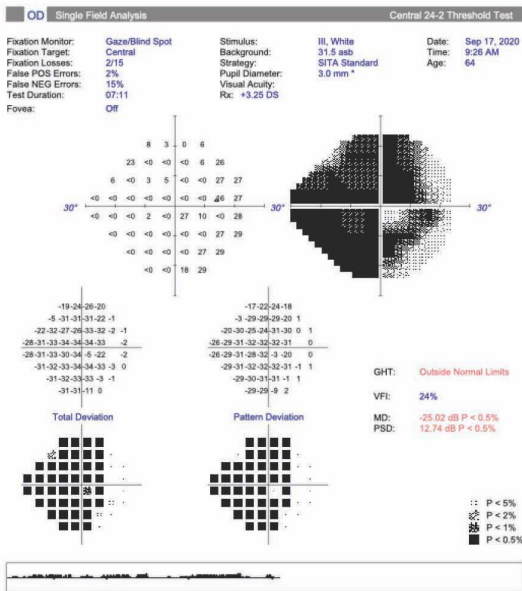 OD Single Field Analysis Central 24-2 Threshold Test
Fixation Monitor: Gaze/Blind Spot Stimulus: III, White Date: Sep 17, 2020
Fixation Target: Central Background: 31.5 asb Time: 9:26 AM
Fixation Losses: 2/15 Strategy: SITA Standard Age: 64
False POS Errors: 2% Pupil Diameter: 3.0 mm *
False NEG Errors: 15% Visual Acuity:
Test Duration: 07:11 Rx: +3.25 DS
Fovea: Off
8 3 0 6
23 <0 <0 <0 6 26
6 <0 3 5 <0 <0 27 27
<0 <0 <0 <0 <0 <0 27
30° 30° 30°
<0 <0 <0 2 <0 27 10 <0 28
<0 <0 <0 <0 <0 <0 27 29
<0 <0 <0 <0 27 29
<0 <0 18 29
-19 -24 -26 -20 -17 -22 -24 -18
-5 -31 -31 -31 -22 -1 -3 -29 -29 -29 -20 1
-22 -32 -27 -26 -33 -32 -2 -1 -20 -30 -25 -24 -31 -30 0 1
-28 -31 -33 -34 -34 -34 -33 -2 -26 -29 -31 -32 -32 -32 -31 0
-28 -31 -33 -30 -34 -5 -22 -2 -26 -29 -31 -28 -32 -3 -20 0
-31 -32 -33 -34 -34 -33 -3 0 -29 -31 -31 -32 -32 -31 -1 1
-31 -32 -33 -33 -3 -1 -29 -30 -31 -31 -1 1
-31 -31 -11 0 -29 -29 -9 2
GHT: Outside Normal Limits
VFI: 24%
MD: -25.02 dB P < 0.5%
PSD: 12.74 dB P < 0.5%
Total Deviation Pattern Deviation
P < 5%
P < 2%
P < 1%
P < 0.5%